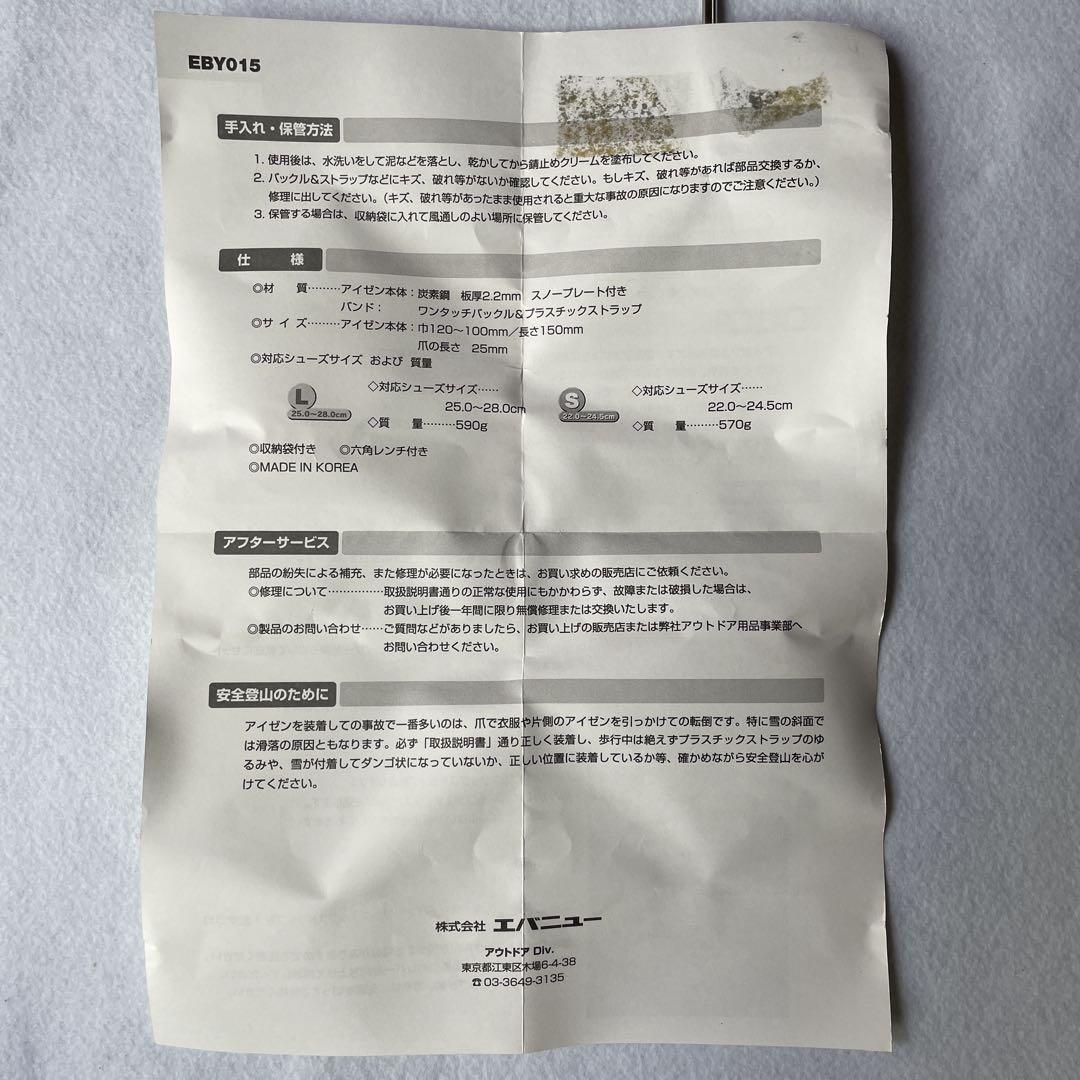 EBY015
手入れ・保管方法
1. 使用後は、水洗いをして泥などを落とし、乾かしてから錆止めクリームを塗布してください。
2. バックル&ストラップなどにキズ、破れ等がないか確認してください。もしキズ、破れ等があれば部品交換するか、
修理に出してください。(キズ、破れ等があったまま使用されると重大な事故の原因になりますのでご注意ください。)
3. 保管する場合は、収納袋に入れて風通しのよい場所に保管してください。
仕 様
◎材 質………アイゼン本体:炭素鋼 板厚2.2mm スノープレート付き
バンド: ワンタッチバックル&プラスチックストラップ
◎サ イ ズ………アイゼン本体:巾120〜100mm/長さ150mm
爪の長さ 25mm
◎対応シューズサイズ および 質量
L 25.0〜28.0cm
◇対応シューズサイズ……
25.0〜28.0cm
◇質 量………590g
S 22.0〜24.5cm
◇対応シューズサイズ……
22.0〜24.5cm
◇質 量………570g
◎収納袋付き ◎六角レンチ付き
◎MADE IN KOREA
アフターサービス
部品の紛失による補充、また修理が必要になったときは、お買い求めの販売店にご依頼ください。
◎修理について……………取扱説明書通りの正常な使用にもかかわらず、故障または破損した場合は、
お買い上げ後一年間に限り無償修理または交換いたします。
◎製品のお問い合わせ……ご質問などがありましたら、お買い上げの販売店または弊社アウトドア用品事業部へ
お問い合わせください。
安全登山のために
アイゼンを装着しての事故で一番多いのは、爪で衣服や片側のアイゼンを引っかけての転倒です。特に雪の斜面で
は滑落の原因ともなります。必ず「取扱説明書」通り正しく装着し、歩行中は絶えずプラスチックストラップのゆ
るみや、雪が付着してダンゴ状になっていないか、正しい位置に装着しているか等、確かめながら安全登山を心が
けてください。
株式会社 エバニュー
アウトドア Div.
東京都江東区木場6-4-38
☎03-3649-3135